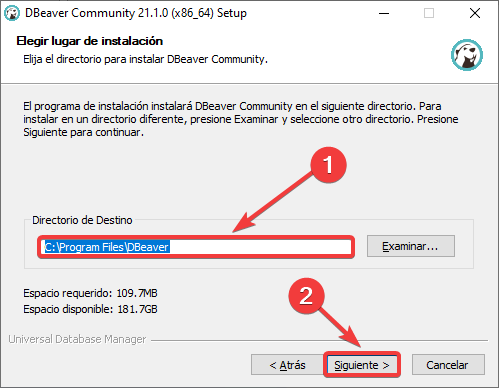 DBeaver Community 21.1.0 (x86_64) Setup
Elegir lugar de instalación
Elija el directorio para instalar DBeaver Community.
El programa de instalación instalará DBeaver Community en el siguiente directorio. Para
instalar en un directorio diferente, presione Examinar y seleccione otro directorio. Presione
Siguiente para continuar.
1
Directorio de Destino
C:\Program Files\DBeaver
Examinar...
Espacio requerido: 109.7MB
Espacio disponible: 181.7GB
2
Universal Database Manager
< Atrás
Siguiente >
Cancelar